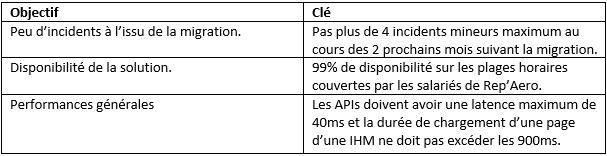 Objectif
Clé
Peu d'incidents à l'issu de la migration.
Pas plus de 4 incidents mineurs maximum au
cours des 2 prochains mois suivant la migration.
Disponibilité de la solution.
99% de disponibilité sur les plages horaires
couvertes par les salariés de Rep'Aero.
Performances générales
Les APIs doivent avoir une latence maximum de
40ms et la durée de chargement d'une page
d'une IHM ne doit pas excéder les 900ms.